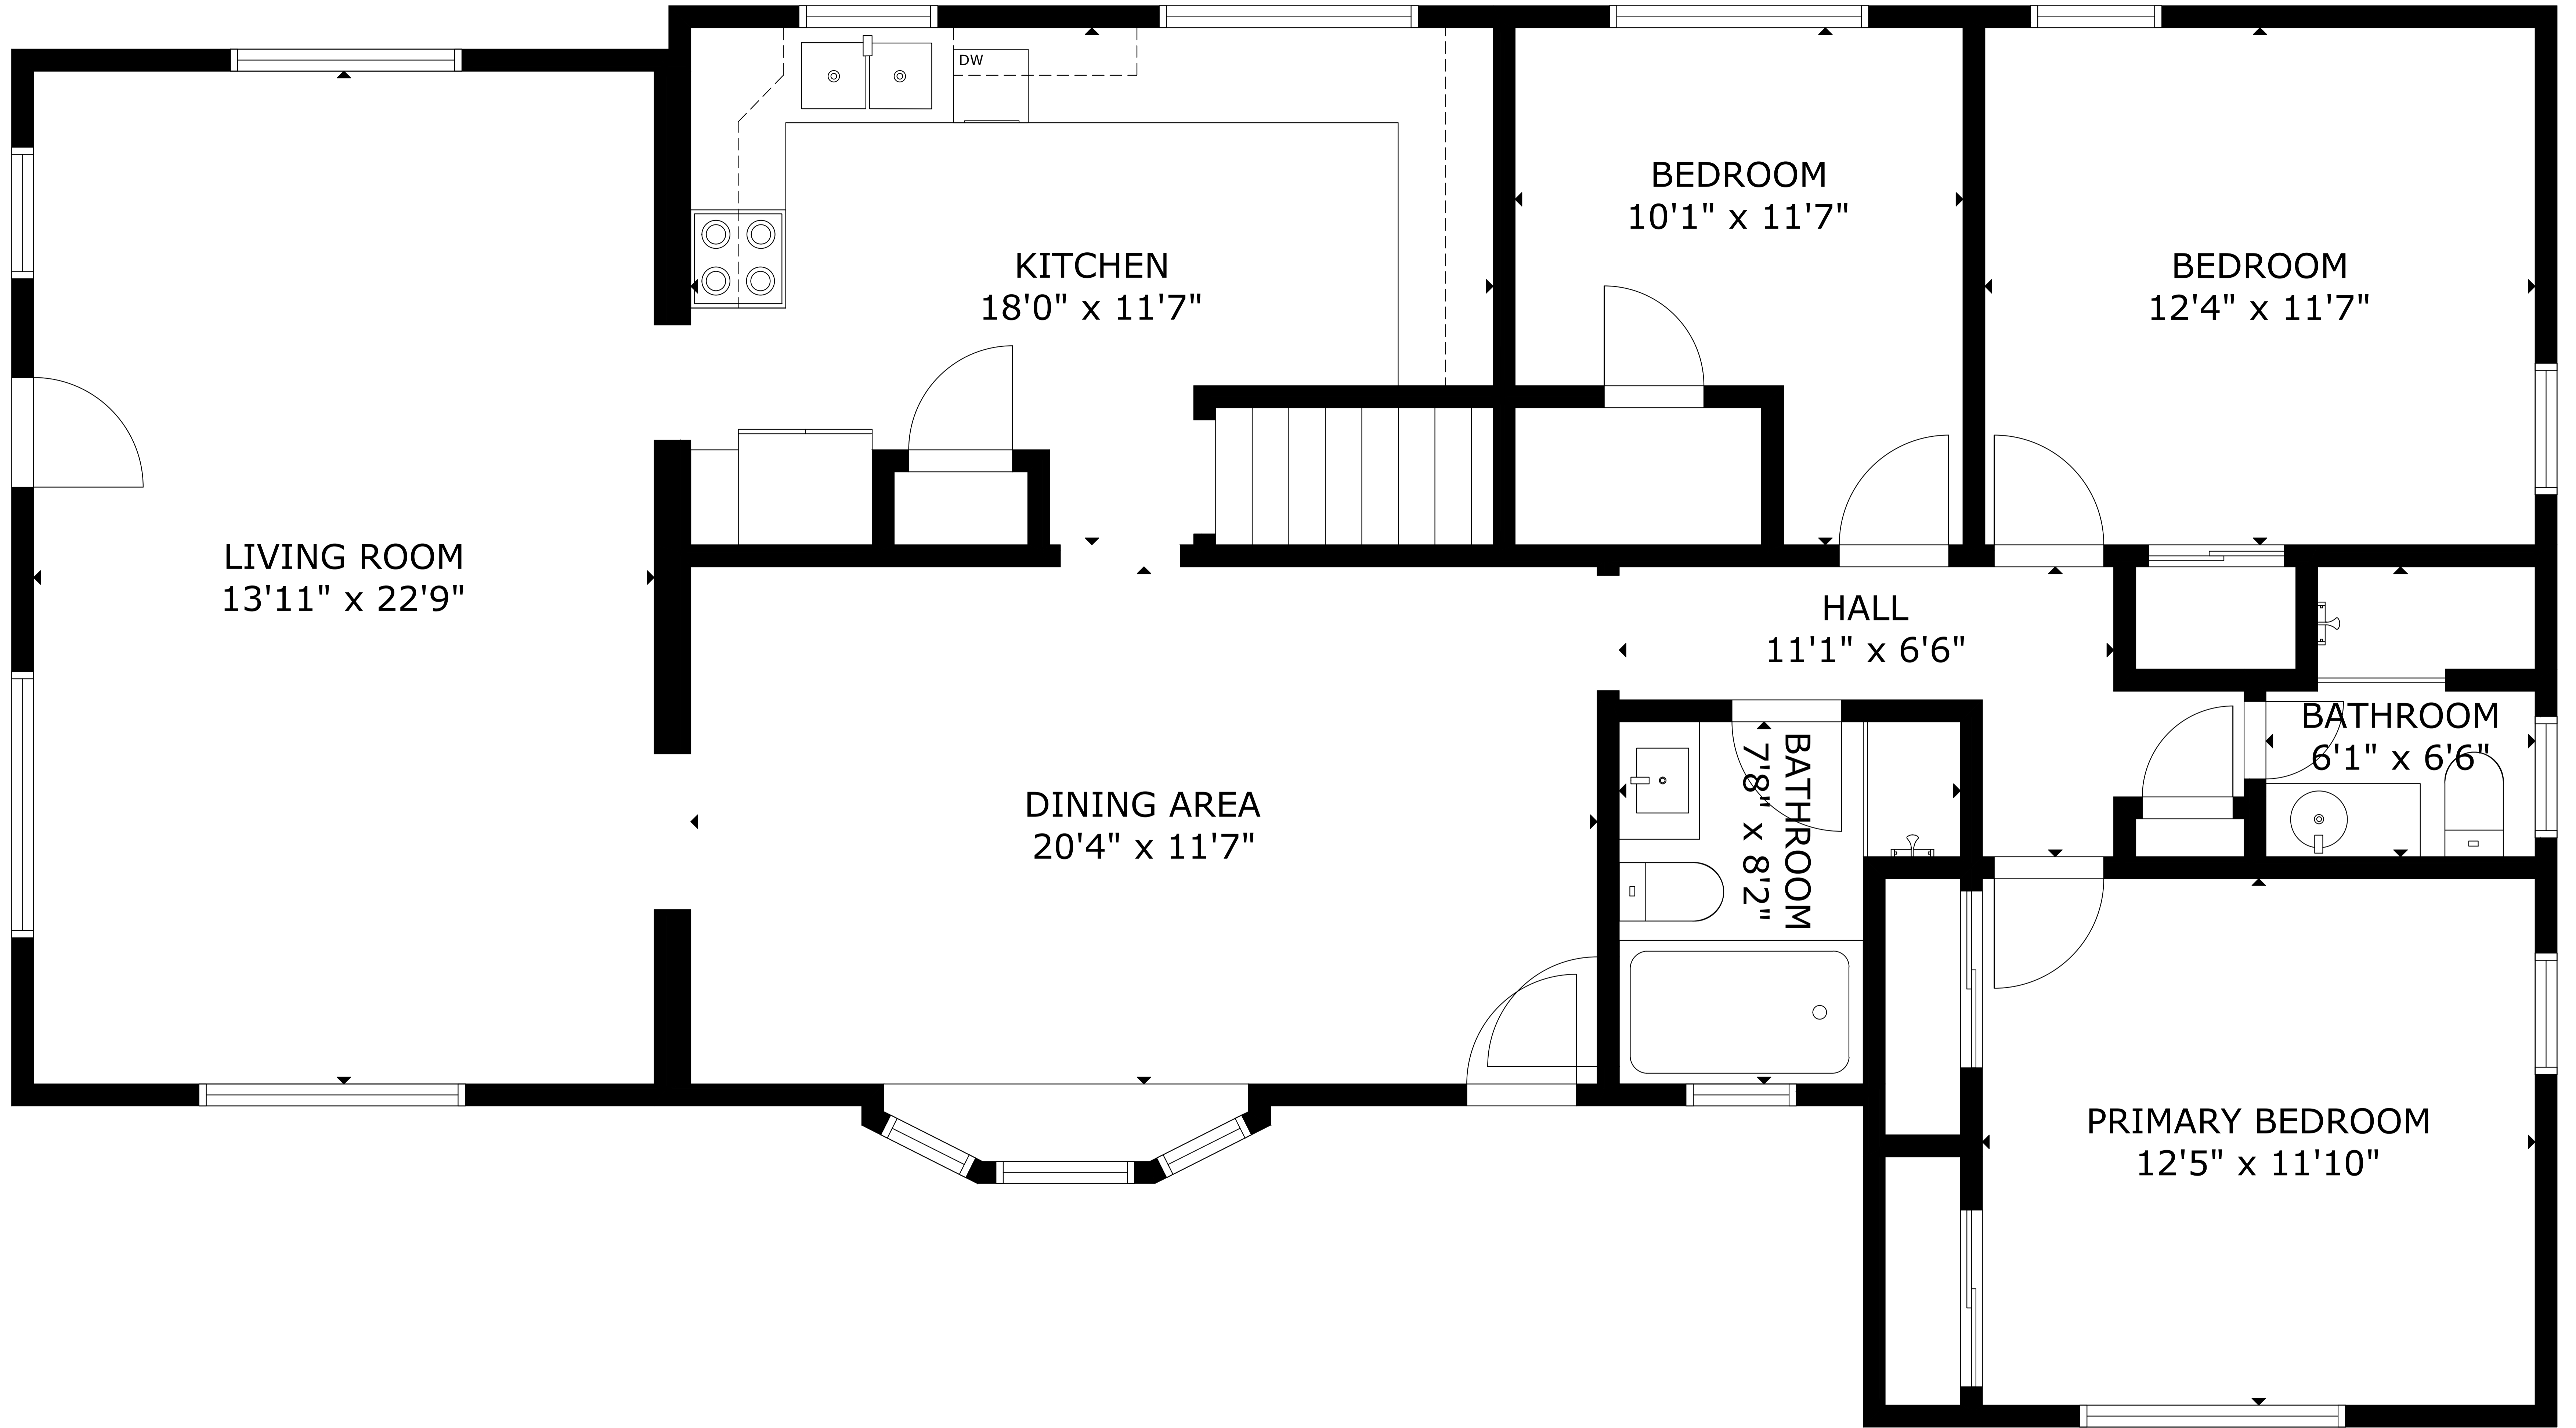 DW
BEDROOM
10'1" x 11'7"
KITCHEN
18'0" x 11'7"
BEDROOM
12'4" x 11'7"
LIVING ROOM
13'11" x 22'9"
HALL
11'1" x 6'6"
BATHROOM
6'1" x 6'6"
DINING AREA
20'4" x 11'7"
BATHROOM
7'8" x 8'2"
PRIMARY BEDROOM
12'5" x 11'10"